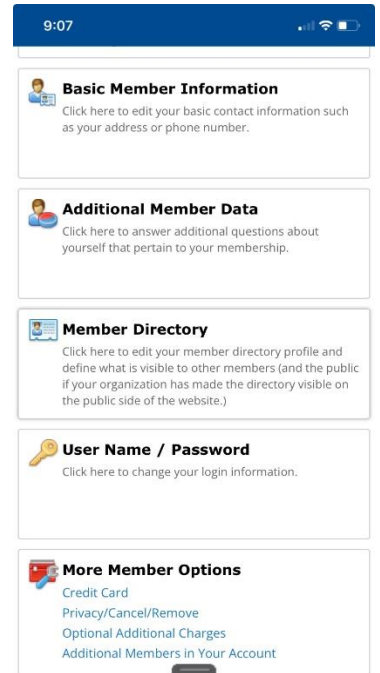 9:07
Basic Member Information
Click here to edit your basic contact information such
as your address or phone number.
Additional Member Data
Click here to answer additional questions about
yourself that pertain to your membership.
Member Directory
Click here to edit your member directory profile and
define what is visible to other members (and the public
if your organization has made the directory visible on
the public side of the website.)
User Name / Password
Click here to change your login information.
More Member Options
Credit Card
Privacy/Cancel/Remove
Optional Additional Charges
Additional Members in Your Account